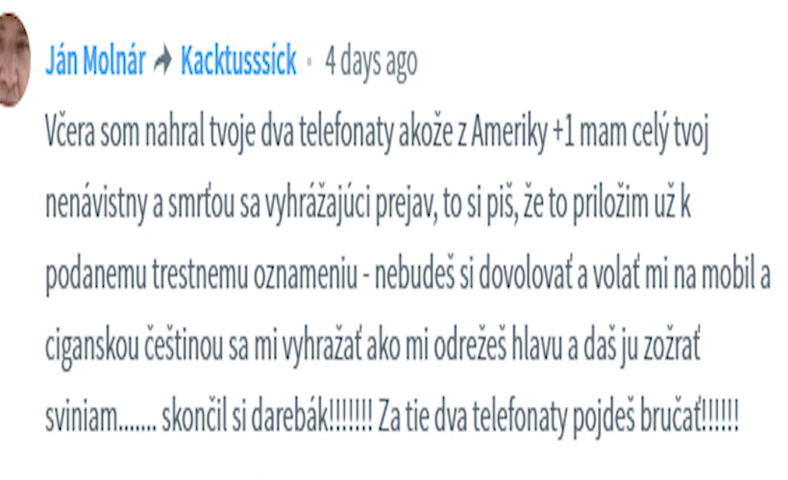 Ján Molnár → Kacktusssíck • 4 days ago
Včera som nahral tvoje dva telefonaty akože z Ameriky +1 mam celý tvoj
nenávistny a smrťou sa vyhrážajúci prejav, to si piš, že to priložim už k
podanemu trestnemu oznameniu - nebudeš si dovolovať a volať mi na mobil a
ciganskou češtinou sa mi vyhražať ako mi odrežeš hlavu a daš ju zožrať
sviniam....... skončil si darebák!!!!!!! Za tie dva telefonaty pojdeš bručať!!!!!!